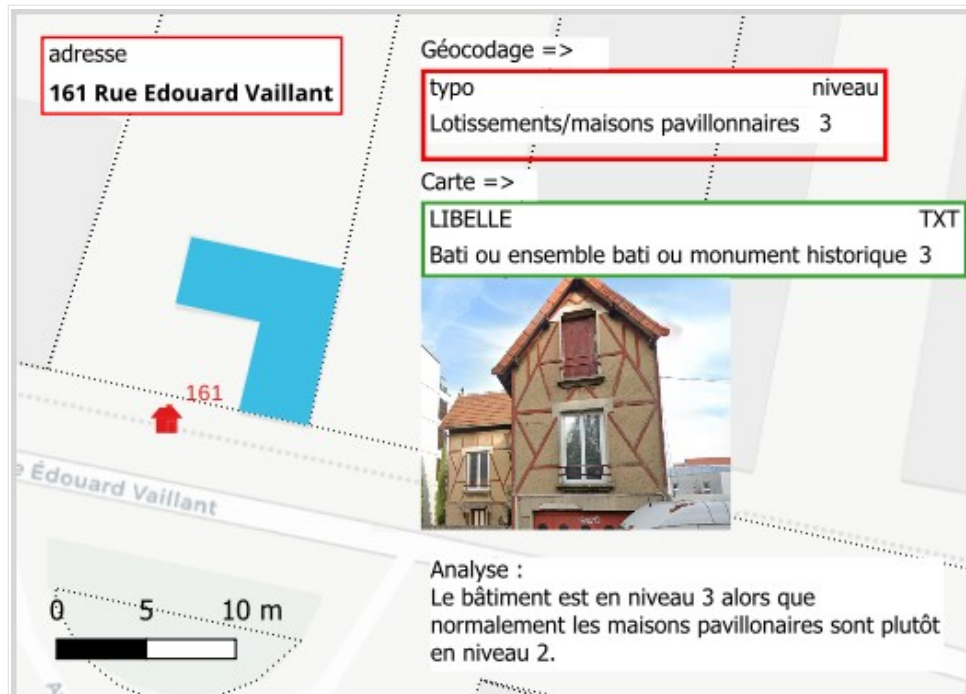 adresse
161 Rue Edouard Vaillant
Géocodage =>
typo niveau
Lotissements/maisons pavillonnaires 3
Carte =>
LIBELLE TXT
Bati ou ensemble bati ou monument historique 3
161
Édouard Vaillant
0 5 10 m
Analyse :
Le bâtiment est en niveau 3 alors que
normalement les maisons pavillonaires sont plutôt
en niveau 2.